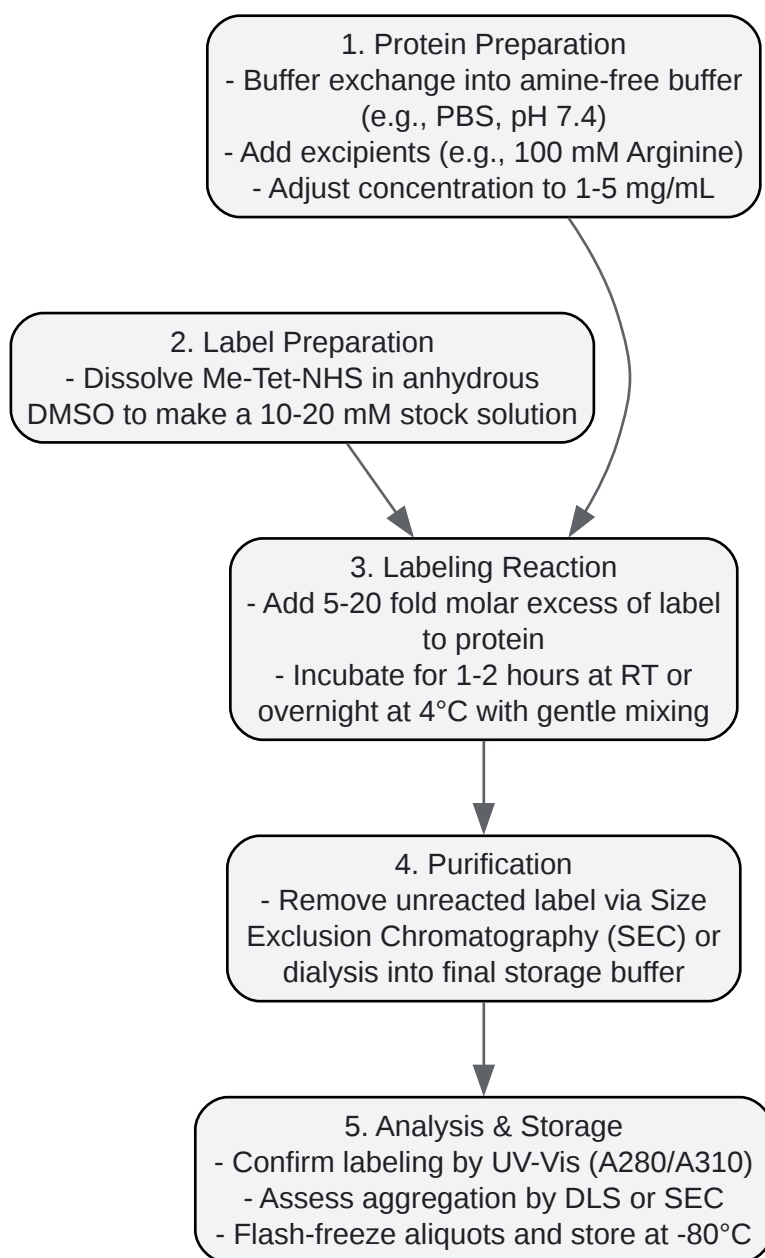 1. Protein Preparation
- Buffer exchange into amine-free buffer
(e.g., PBS, pH 7.4)
- Add excipients (e.g., 100 mM Arginine)
- Adjust concentration to 1-5 mg/mL
2. Label Preparation
- Dissolve Me-Tet-NHS in anhydrous
DMSO to make a 10-20 mM stock solution
3. Labeling Reaction
- Add 5-20 fold molar excess of label
to protein
- Incubate for 1-2 hours at RT or
overnight at 4°C with gentle mixing
4. Purification
- Remove unreacted label via Size
Exclusion Chromatography (SEC) or
dialysis into final storage buffer
5. Analysis & Storage
- Confirm labeling by UV-Vis (A280/A310)
- Assess aggregation by DLS or SEC
- Flash-freeze aliquots and store at -80°C